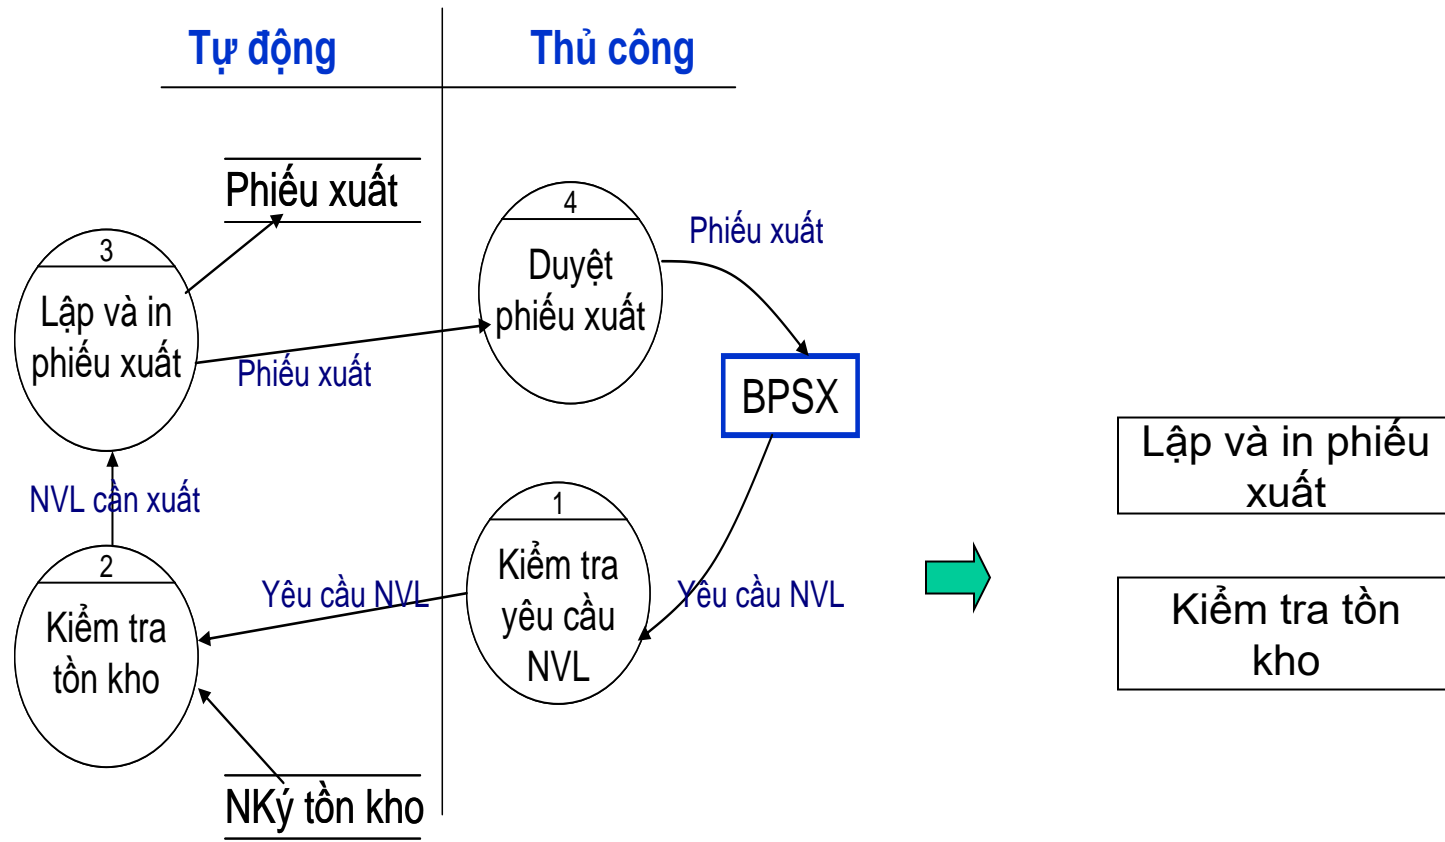 Tự động
Thủ công
Phiếu xuất
4
Duyệt
phiếu xuất
Phiếu xuất
3
Lập và in
phiếu xuất
Phiếu xuất
BPSX
Lập và in phiếu
xuất
NVL cần xuất
1
Kiểm tra
yêu cầu
NVL
Yêu cầu NVL
Yêu cầu NVL
2
Kiểm tra
tồn kho
Kiểm tra tồn
kho
NKý tồn kho